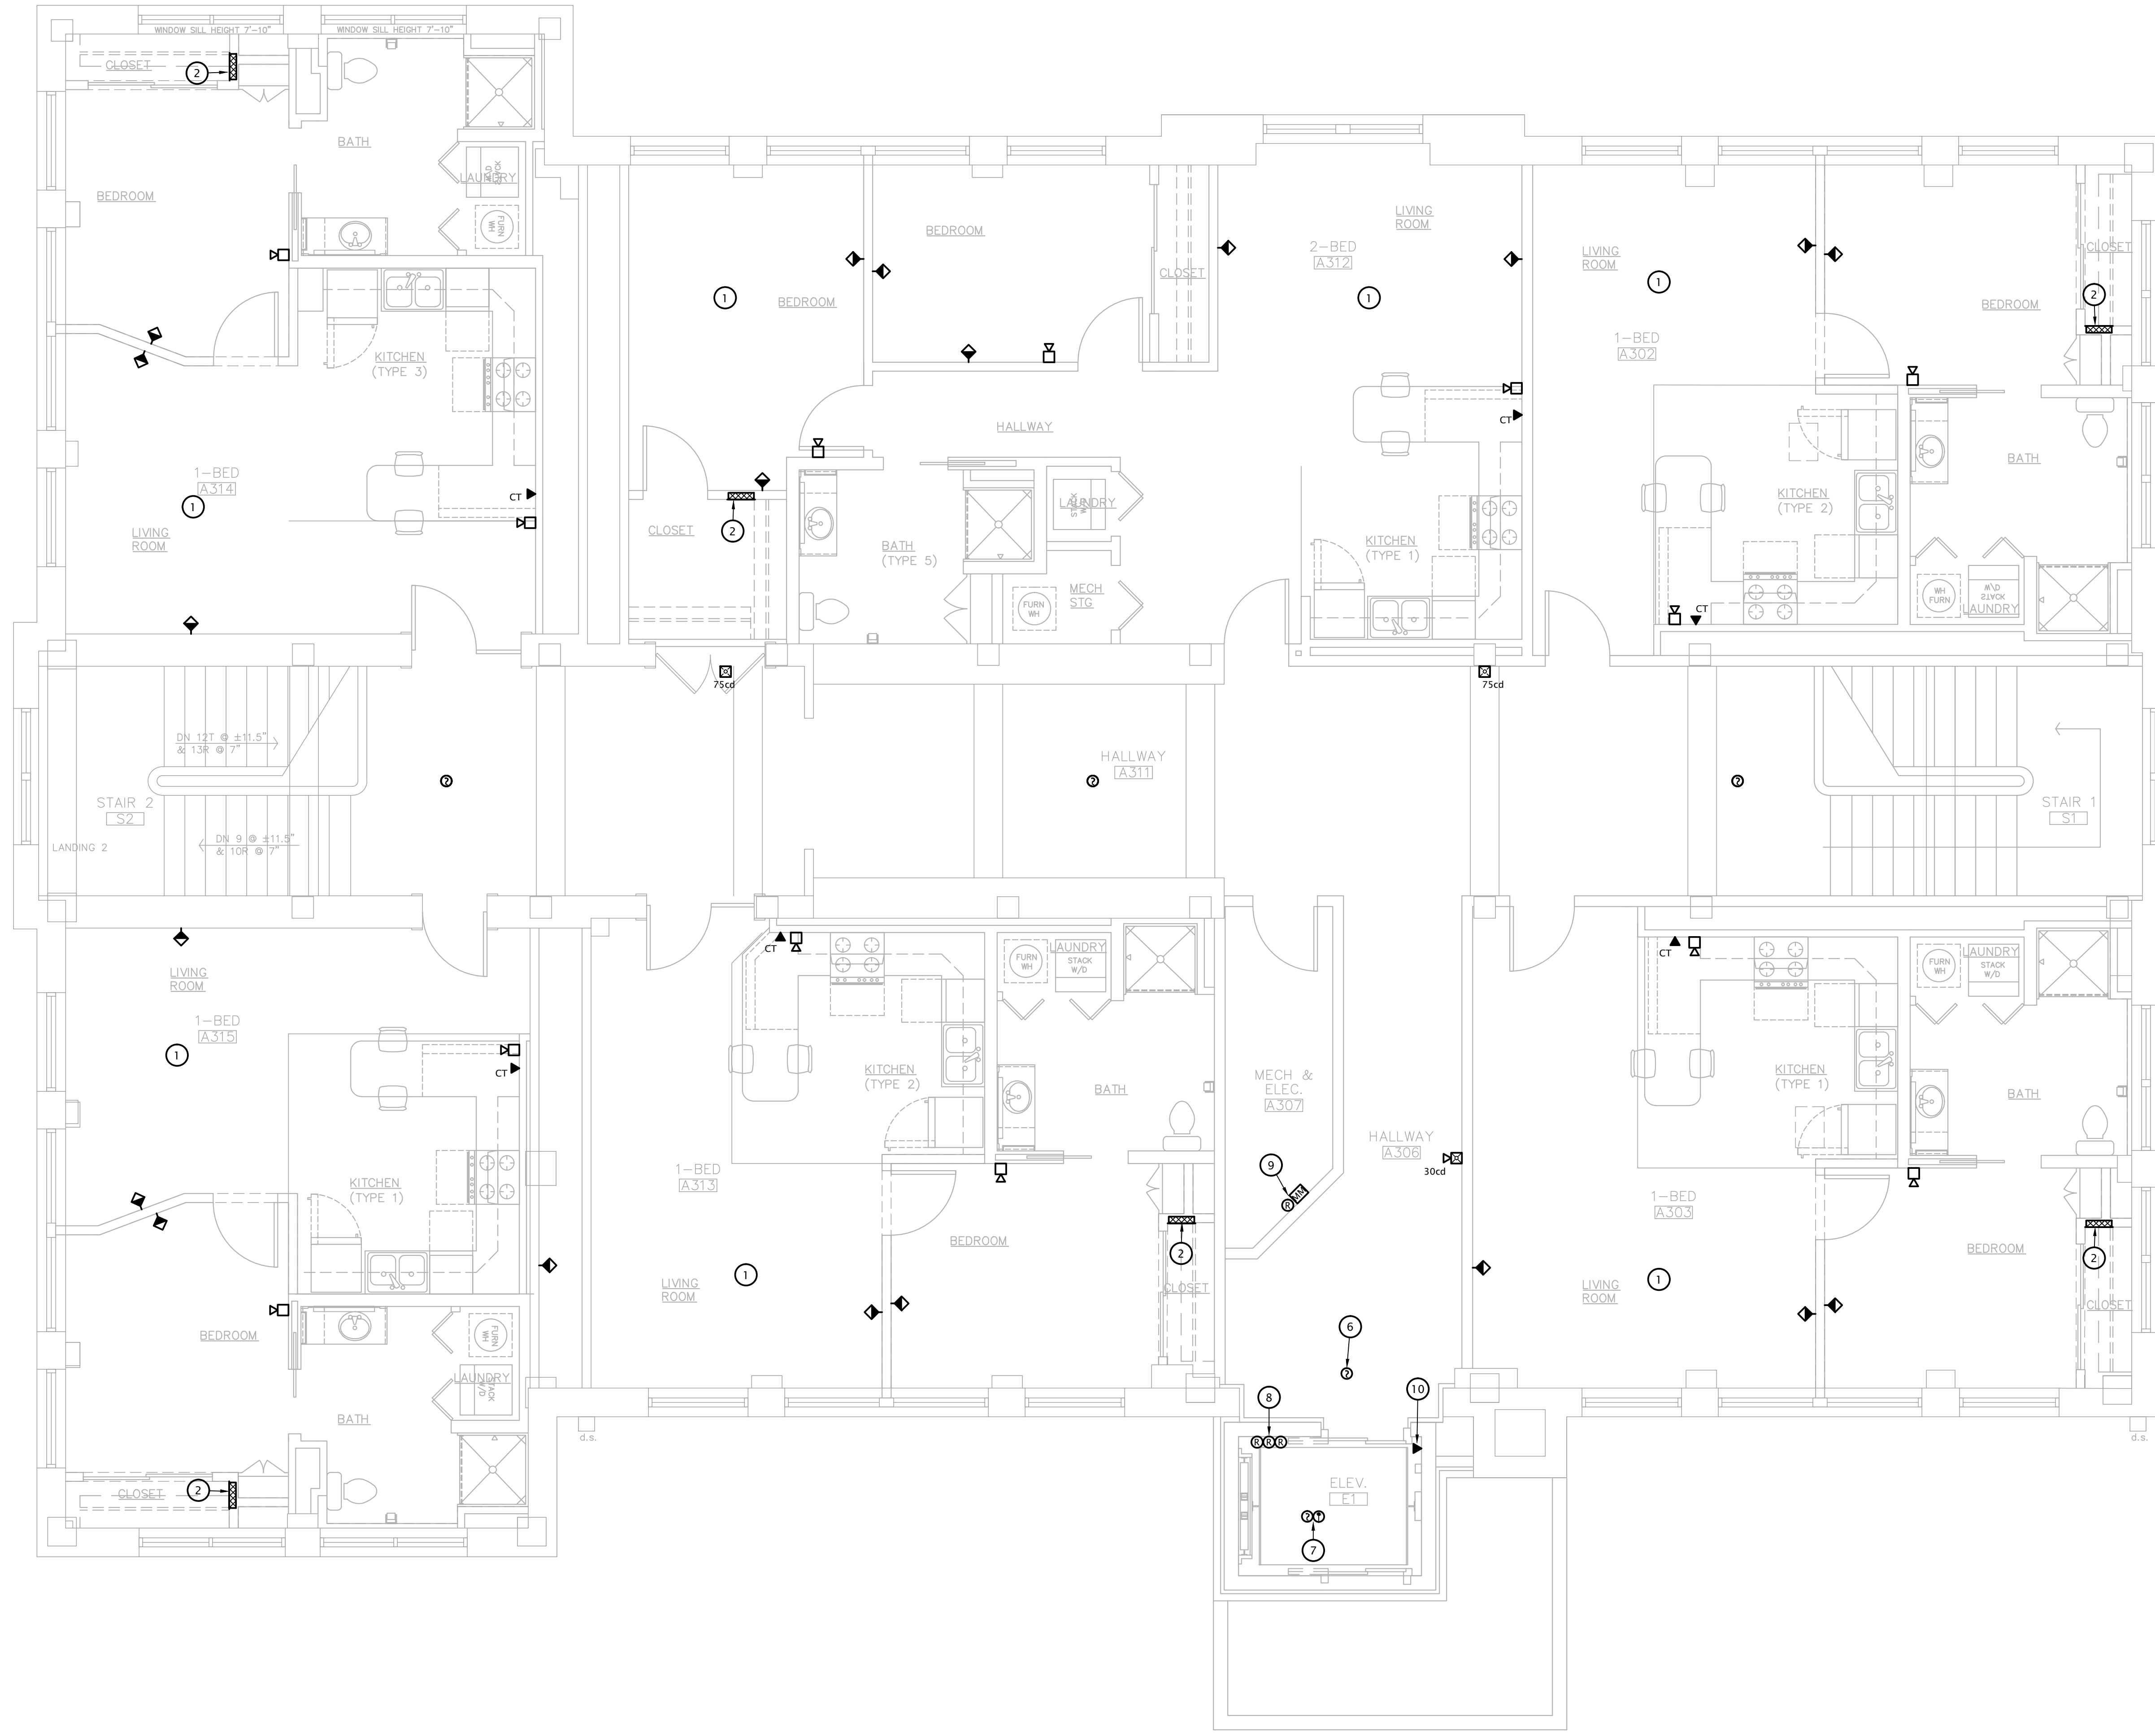 WINDOW SILL HEIGHT 7'-10"
WINDOW SILL HEIGHT 7'-10"
CLOSET
2
BATH
LAUNDRY
STACK
W/D
BEDROOM
FURN
WH
KITCHEN
(TYPE 3)
1-BED
A314
1
CT
LIVING
ROOM
BEDROOM
1
BEDROOM
CLOSET
HALLWAY
CLOSET
2
BATH
(TYPE 5)
LAUNDRY
STACK
W/D
MECH
STG
FURN
WH
LIVING
ROOM
2-BED
A312
1
CT
KITCHEN
(TYPE 1)
LIVING
ROOM
1
1-BED
A302
CLOSET
2
BEDROOM
BATH
KITCHEN
(TYPE 2)
CT
WH
FURN
W/D
STACK
LAUNDRY
75cd
75cd
DN 12T @ ±11.5"
& 13R @ 7"
STAIR 2
S2
LANDING 2
DN 9 @ ±11.5"
& 10R @ 7"
?
HALLWAY
A311
?
?
STAIR 1
S1
LIVING
ROOM
1-BED
A315
1
CT
KITCHEN
(TYPE 1)
BEDROOM
FURN
WH
LAUNDRY
STACK
W/D
BATH
CLOSET
2
d.s.
CT
KITCHEN
(TYPE 2)
FURN
WH
LAUNDRY
STACK
W/D
BATH
1-BED
A313
BEDROOM
LIVING
ROOM
1
2
CLOSET
MECH &
ELEC.
A307
9
R
MM
HALLWAY
A306
30cd
6
?
8
R R R
10
ELEV.
E1
?
7
CT
KITCHEN
(TYPE 1)
FURN
WH
LAUNDRY
STACK
W/D
BATH
1-BED
A303
BEDROOM
LIVING
ROOM
1
2
CLOSET
d.s.